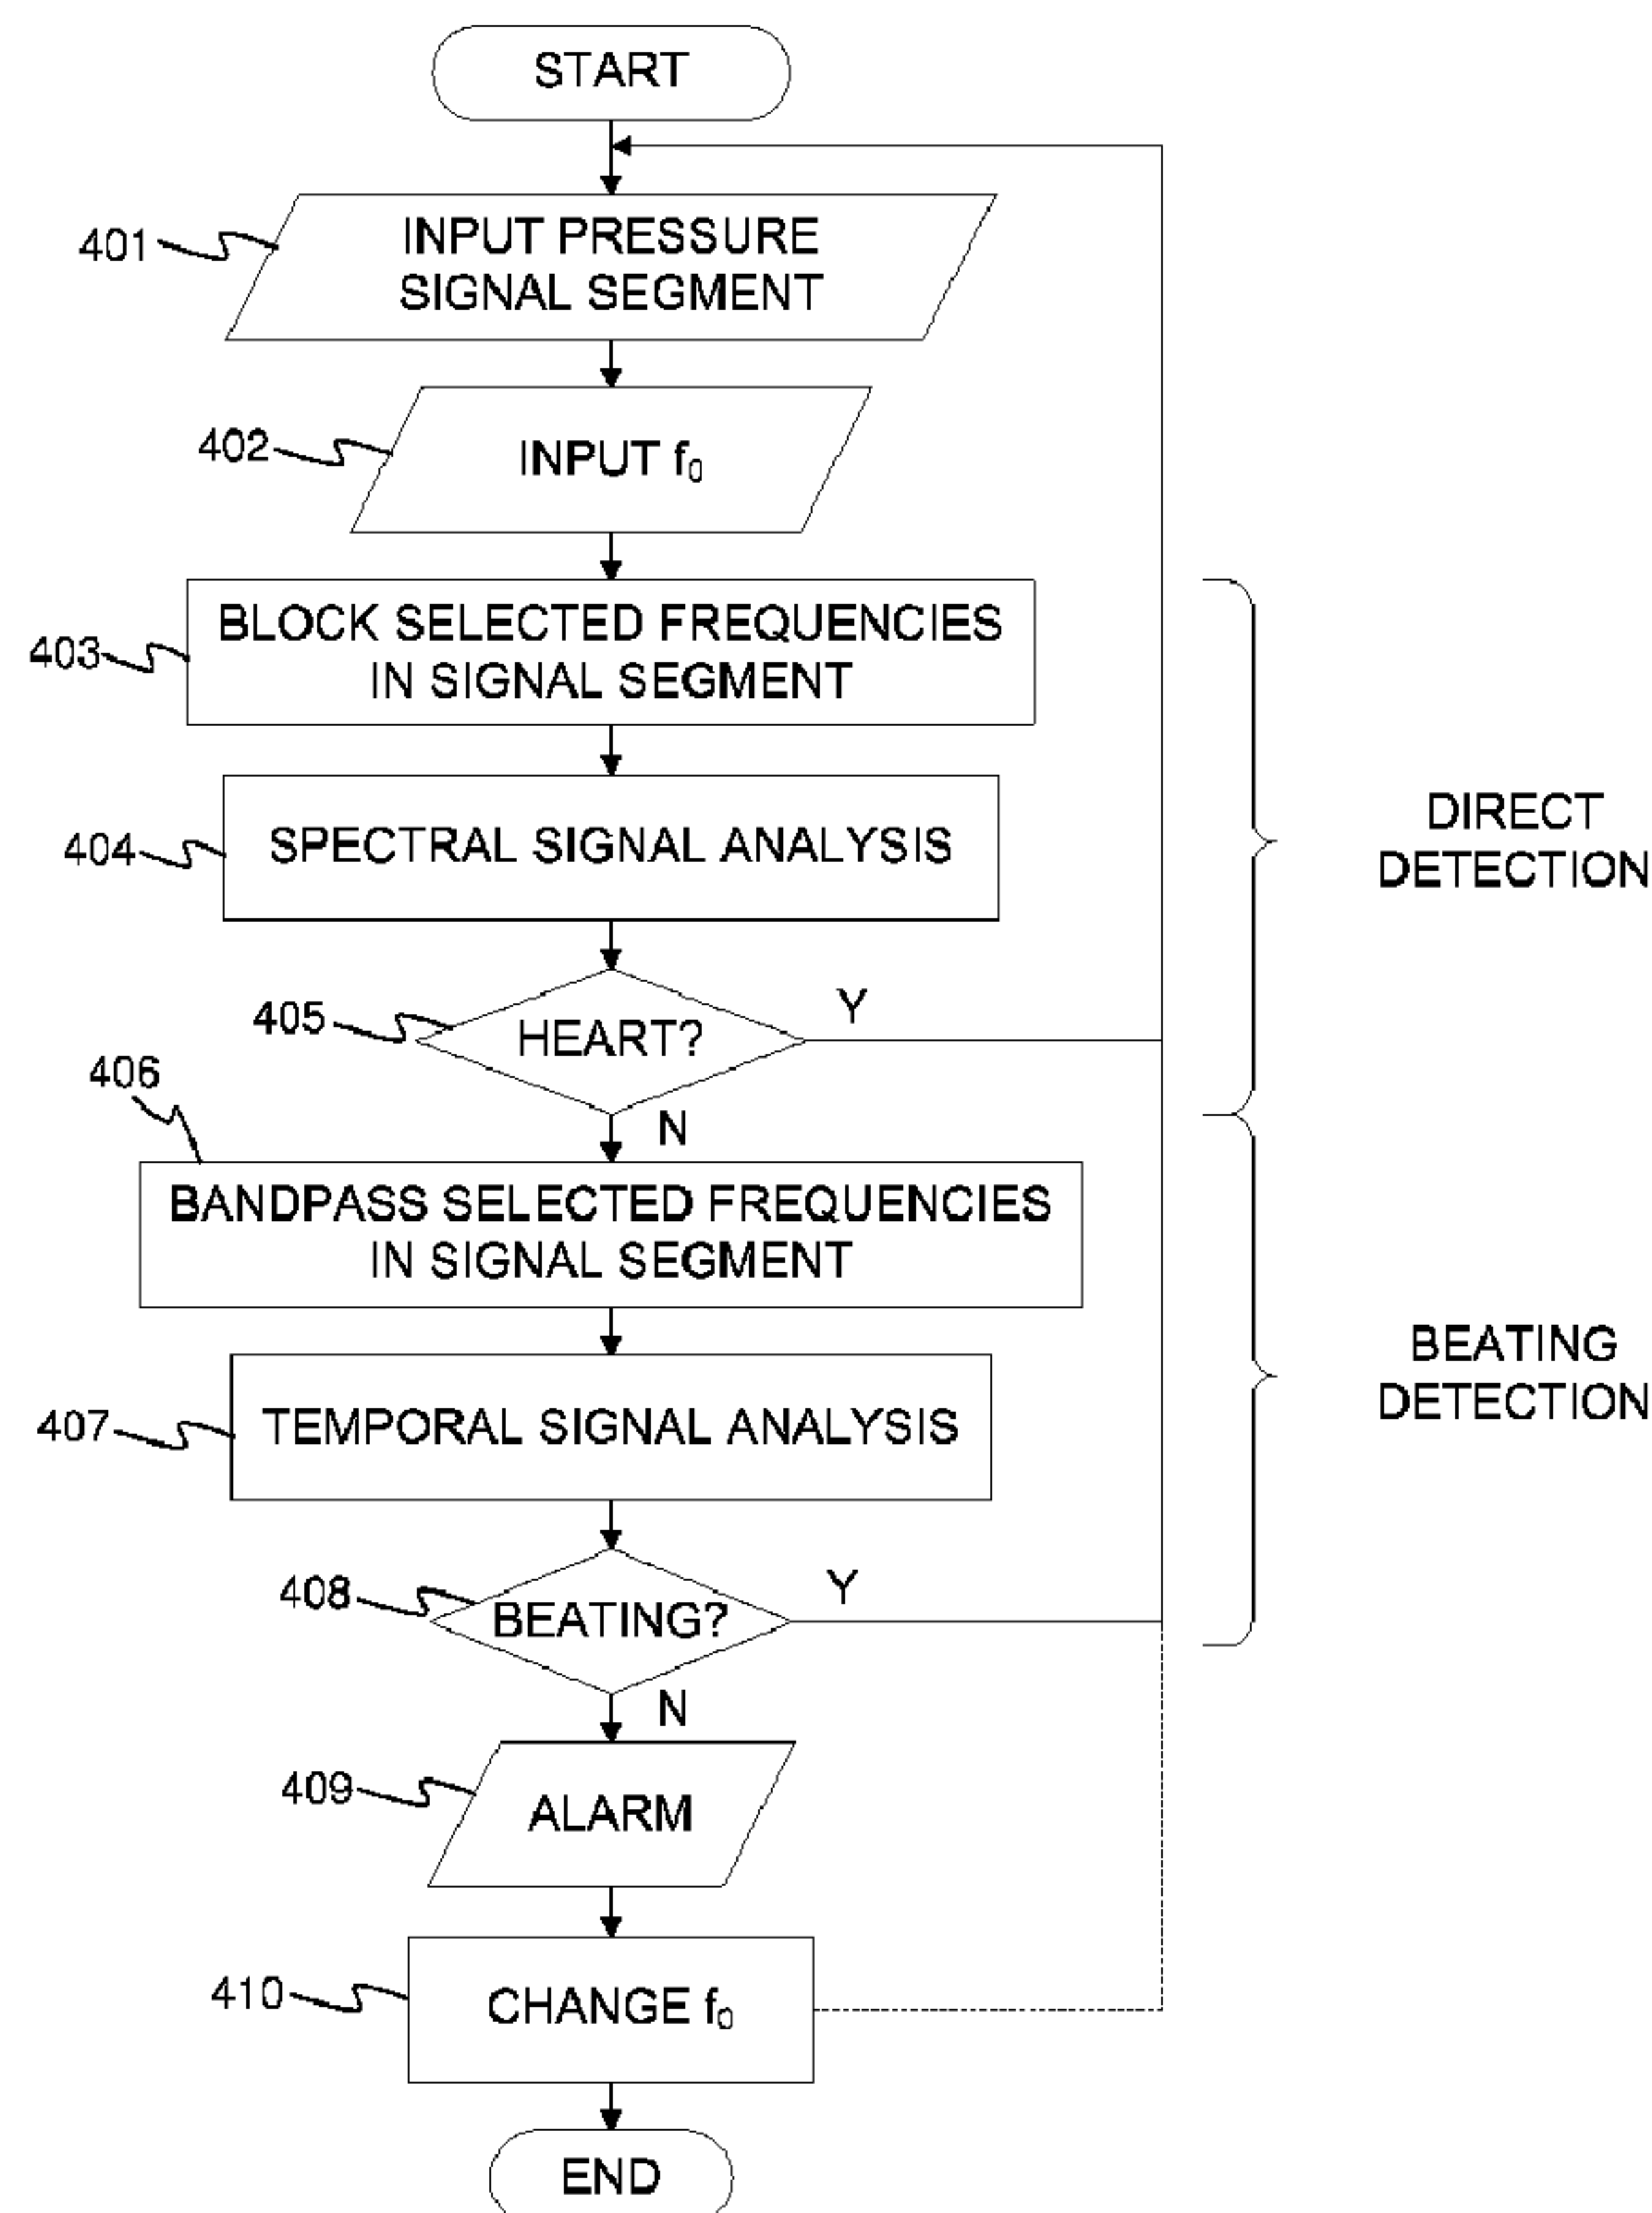 START
401
INPUT PRESSURE
SIGNAL SEGMENT
402
INPUT f₀
403
BLOCK SELECTED FREQUENCIES
IN SIGNAL SEGMENT
404
SPECTRAL SIGNAL ANALYSIS
DIRECT
DETECTION
405
HEART?
Y
N
406
BANDPASS SELECTED FREQUENCIES
IN SIGNAL SEGMENT
407
TEMPORAL SIGNAL ANALYSIS
BEATING
DETECTION
408
BEATING?
Y
N
409
ALARM
410
CHANGE f₀
END